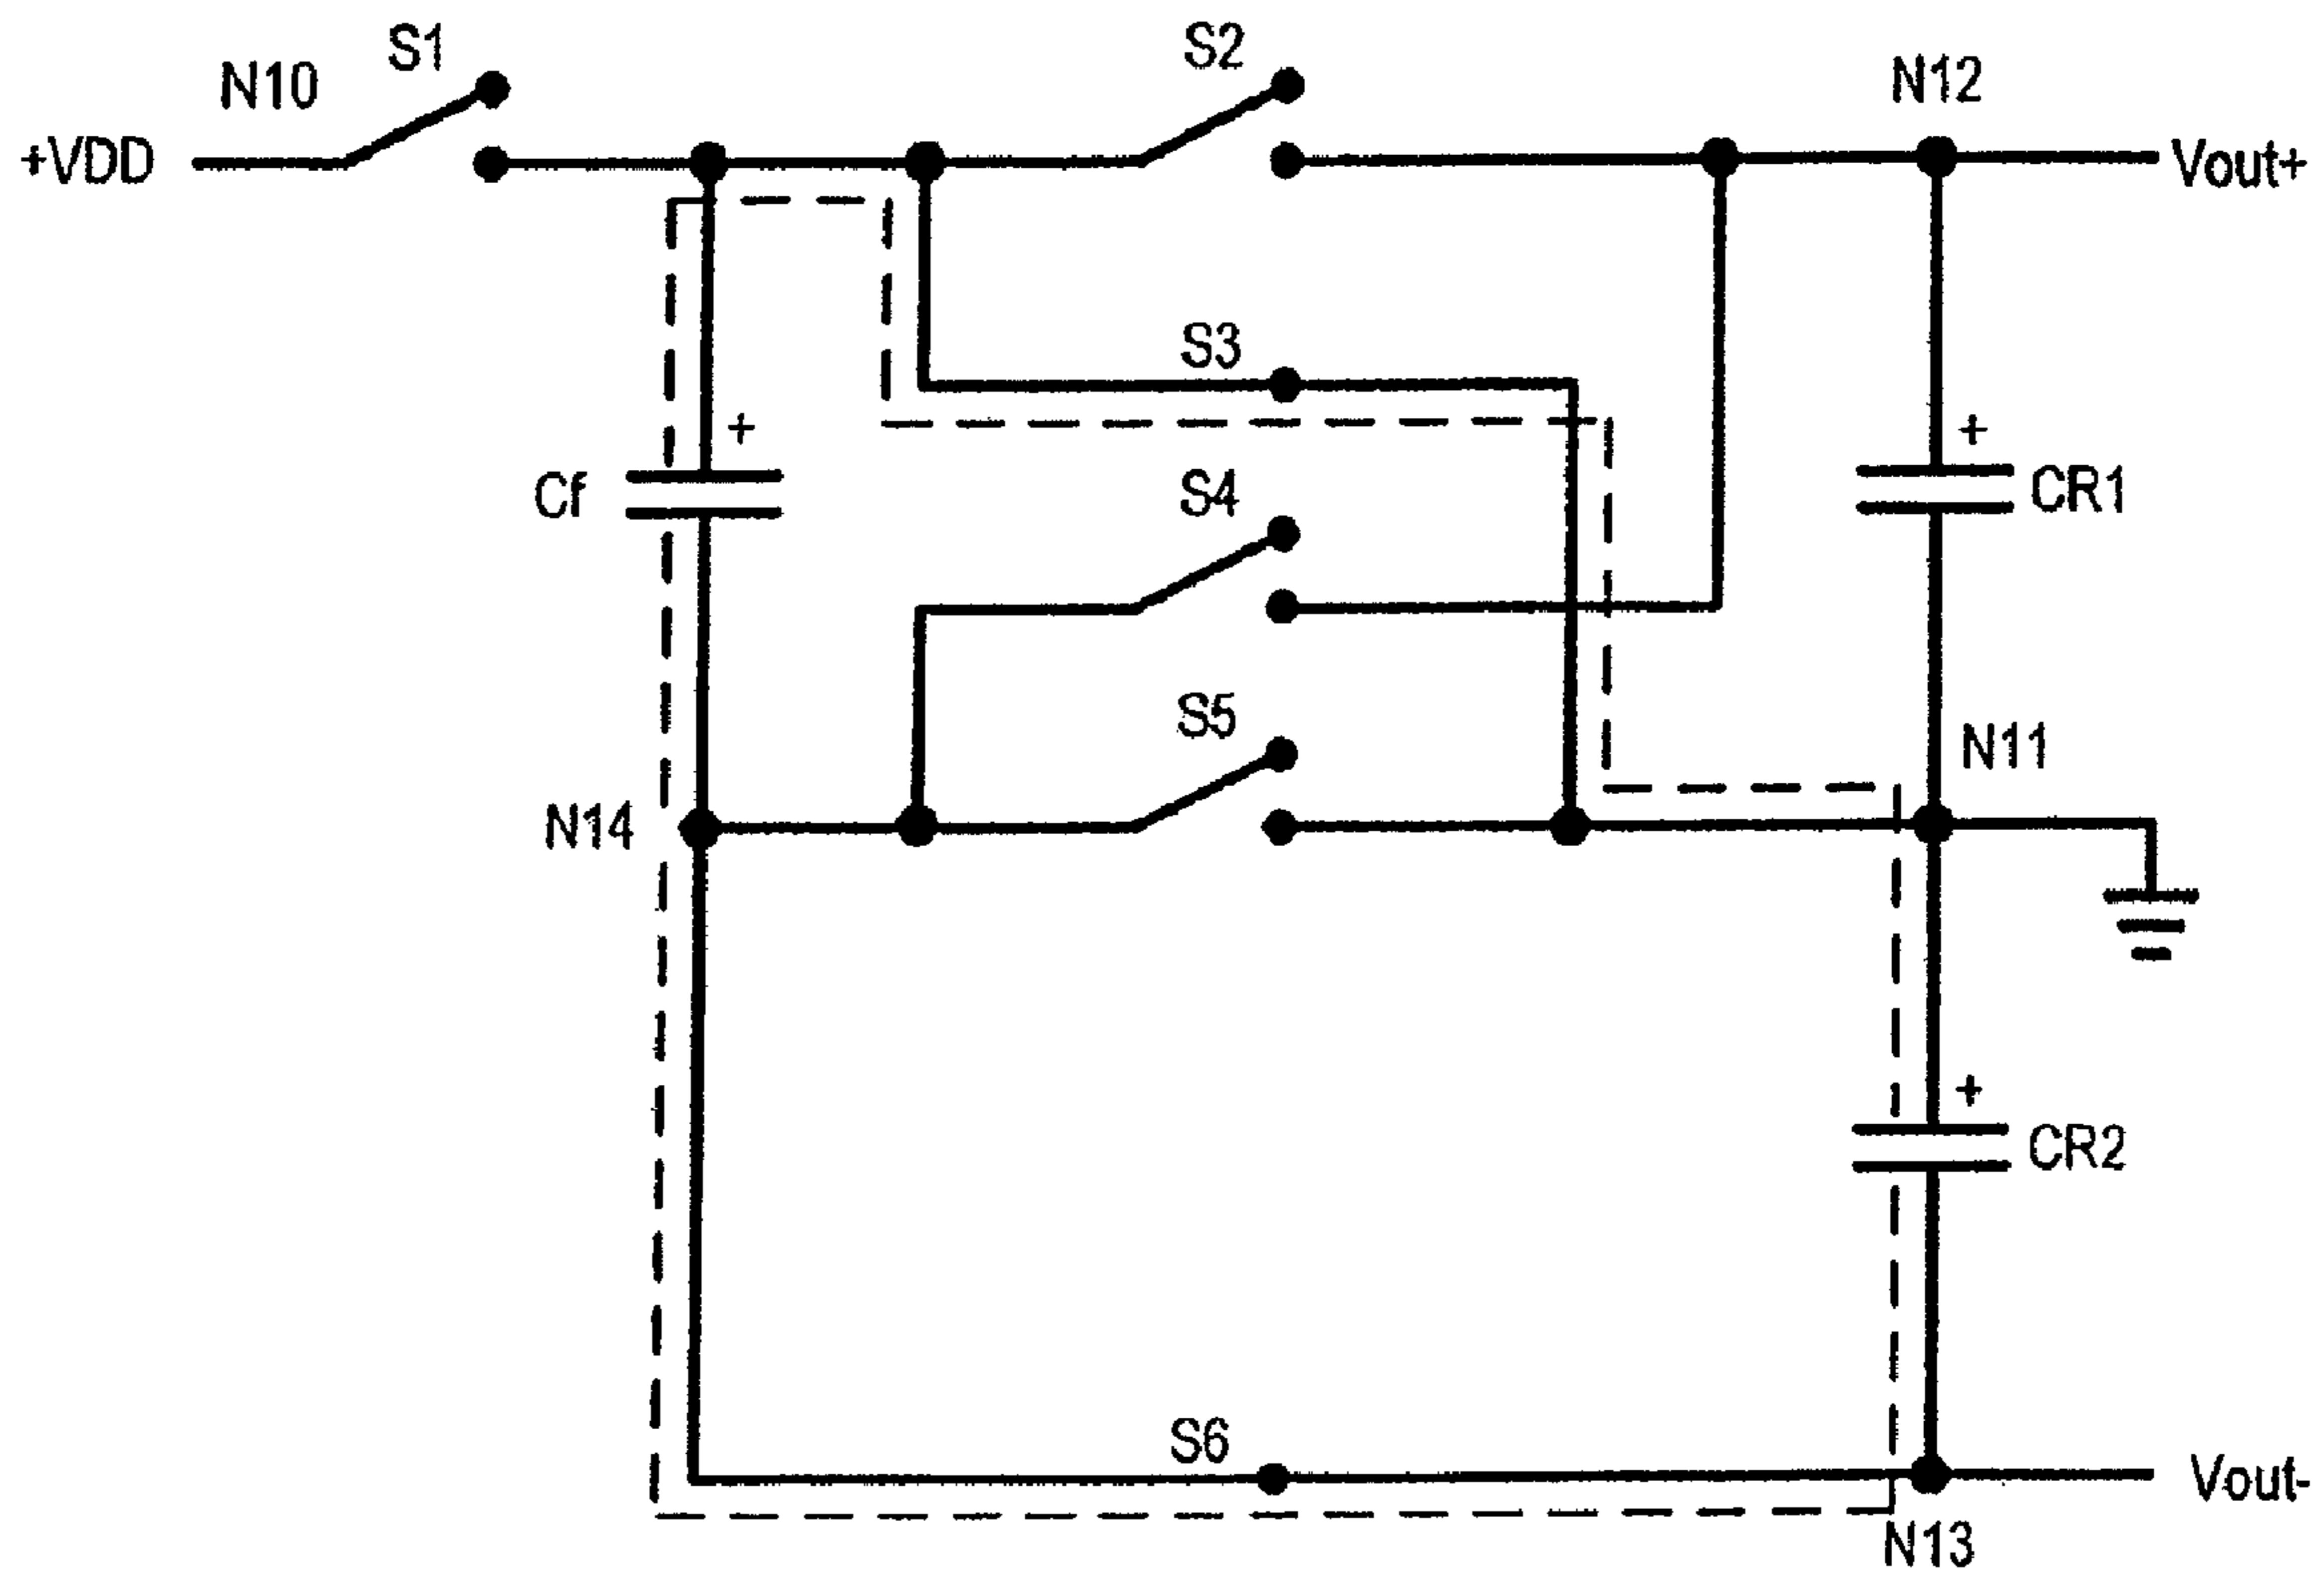 S1
S2
N10
N12
+VDD
Vout+
S3
+
+
Cf
S4
CR1
S5
N11
N14
+
CR2
S6
Vout-
N13